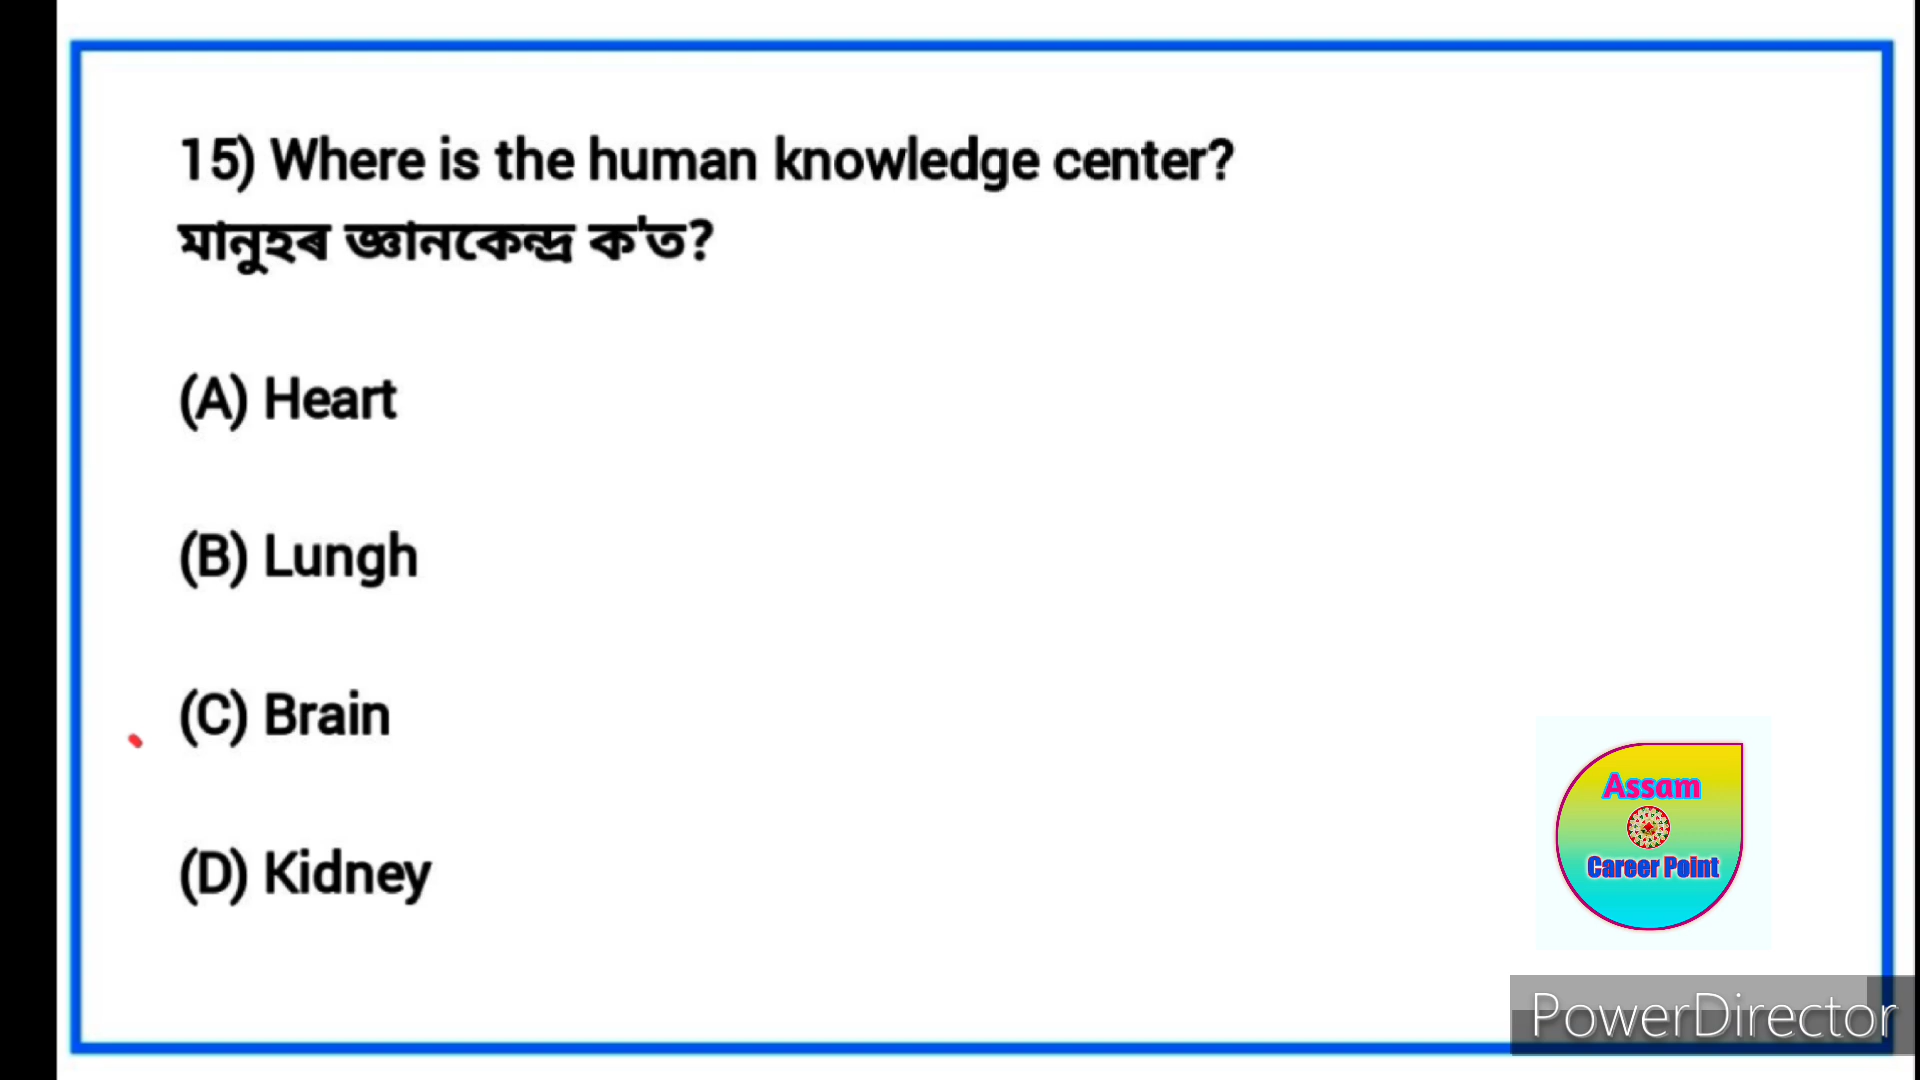 15) Where is the human knowledge center?
মানুহৰ জ্ঞানকেন্দ্ৰ ক'ত?
(A) Heart
(B) Lungh
(C) Brain
(D) Kidney
Assam
Career Point
PowerDirector